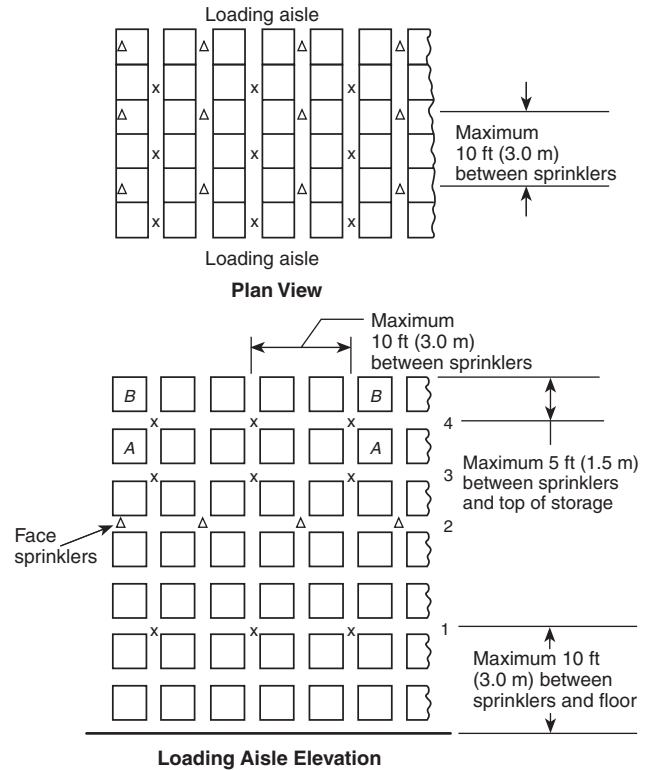 Loading aisle
x x x
Maximum
10 ft (3.0 m)
between sprinklers
x x x
x x x
Loading aisle
Plan View
Maximum
10 ft (3.0 m)
between sprinklers
B B
x x x 4
A A
Maximum 5 ft (1.5 m)
between sprinklers
and top of storage
x x x 3
Face
sprinklers
2
x x x 1
Maximum 10 ft
(3.0 m) between
sprinklers and floor
Loading Aisle Elevation